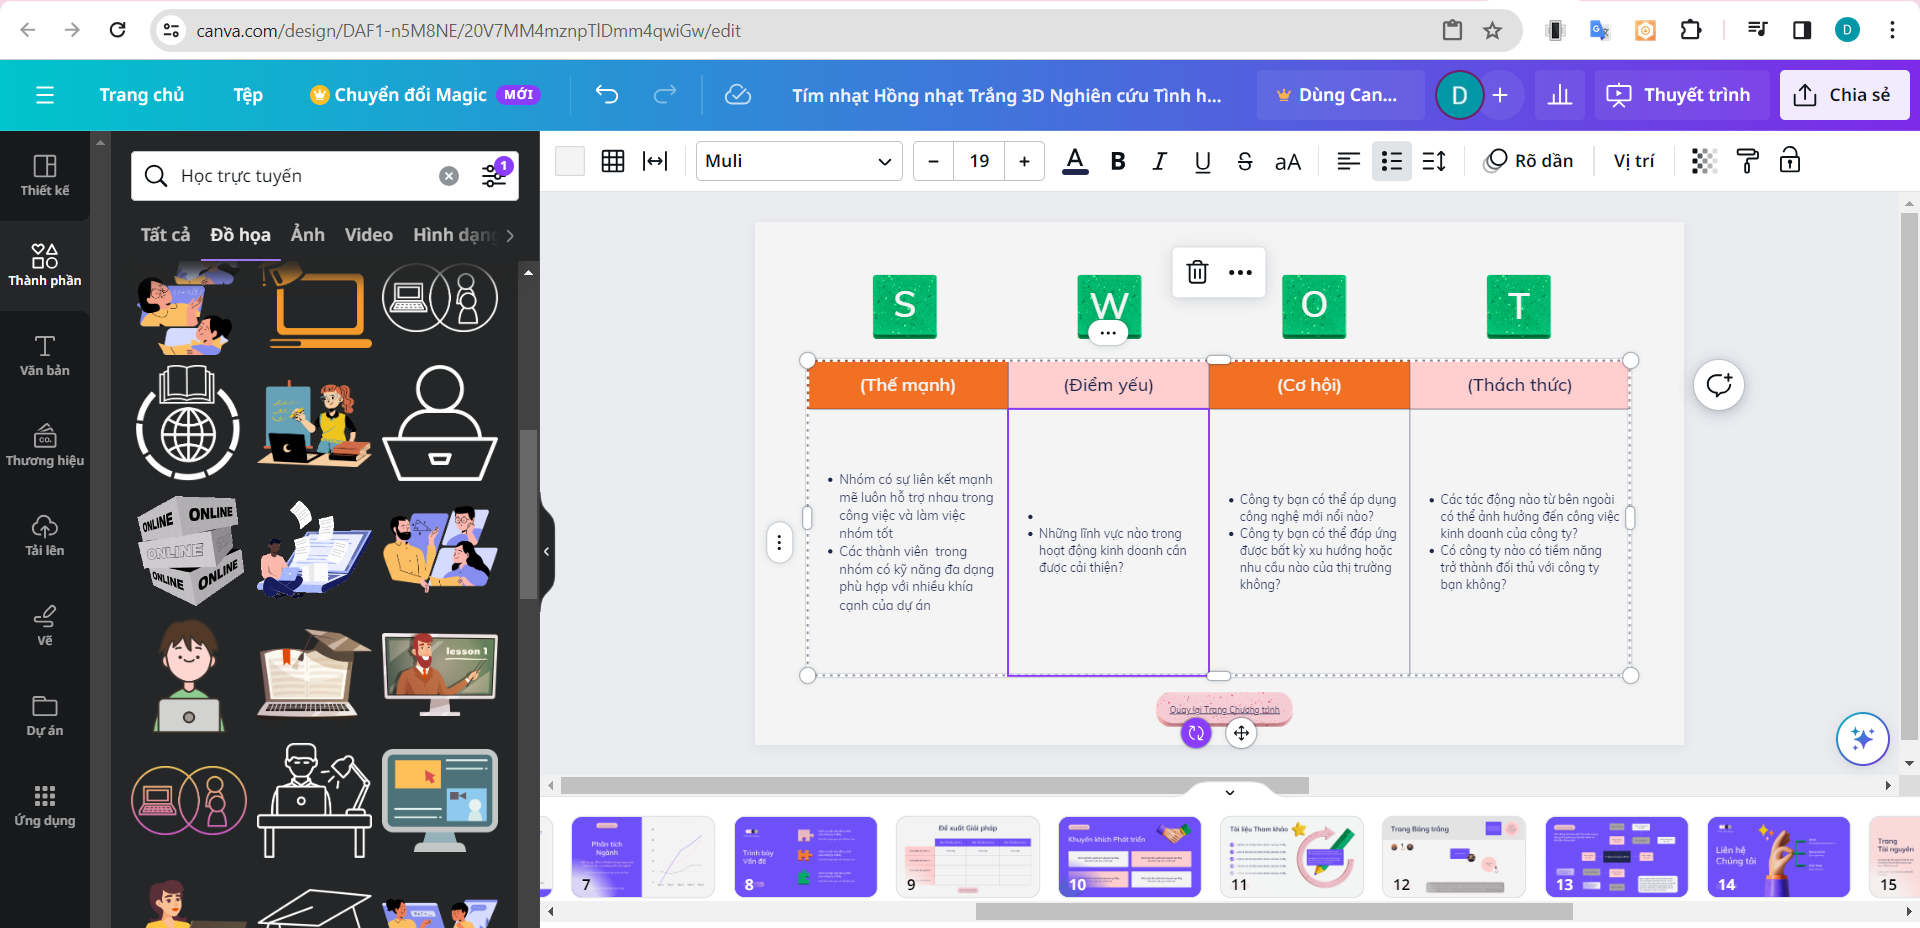 canva.com/design/DAF1-n5M8NE/20V7MM4mznpTlDmm4qwiGw/edit
D
Trang chủ
Tệp
Chuyển đổi Magic
MỚI
Tím nhạt Hồng nhạt Trắng 3D Nghiên cứu Tình h...
Dùng Can...
D
Thuyết trình
Chia sẻ
Thiết kế
Thành phần
Văn bản
Thương hiệu
Tải lên
Vẽ
Dự án
Ứng dụng
Học trực tuyến
1
Tất cả
Đồ họa
Ảnh
Video
Hình dạng
ONLINE
ONLINE
ONLINE
ONLINE
ONLINE
lesson 1
Muli
19
Rõ dần
Vị trí
S
W
O
T
(Thế mạnh)
(Điểm yếu)
(Cơ hội)
(Thách thức)
Nhóm có sự liên kết mạnh
mẽ luôn hỗ trợ nhau trong
công việc và làm việc
nhóm tốt
Các thành viên trong
nhóm có kỹ năng đa dạng
phù hợp với nhiều khía
cạnh của dự án
Những lĩnh vực nào trong
hoạt động kinh doanh cần
được cải thiện?
Công ty bạn có thể áp dụng
công nghệ mới nổi nào?
Công ty bạn có thể đáp ứng
được bất kỳ xu hướng hoặc
nhu cầu nào của thị trường
không?
Các tác động nào từ bên ngoài
có thể ảnh hưởng đến công việc
kinh doanh của công ty?
Có công ty nào có tiềm năng
trở thành đối thủ với công ty
bạn không?
Quay lại Trang Chương trình
Phân tích
Ngành
7
Trình bày
Vấn đề
8
Đề xuất Giải pháp
9
Khuyến khích Phát triển
10
Tài liệu Tham khảo
11
Trang Bảng trắng
12
13
Liên hệ
Chúng tôi
14
Trang
Tài nguyên
15